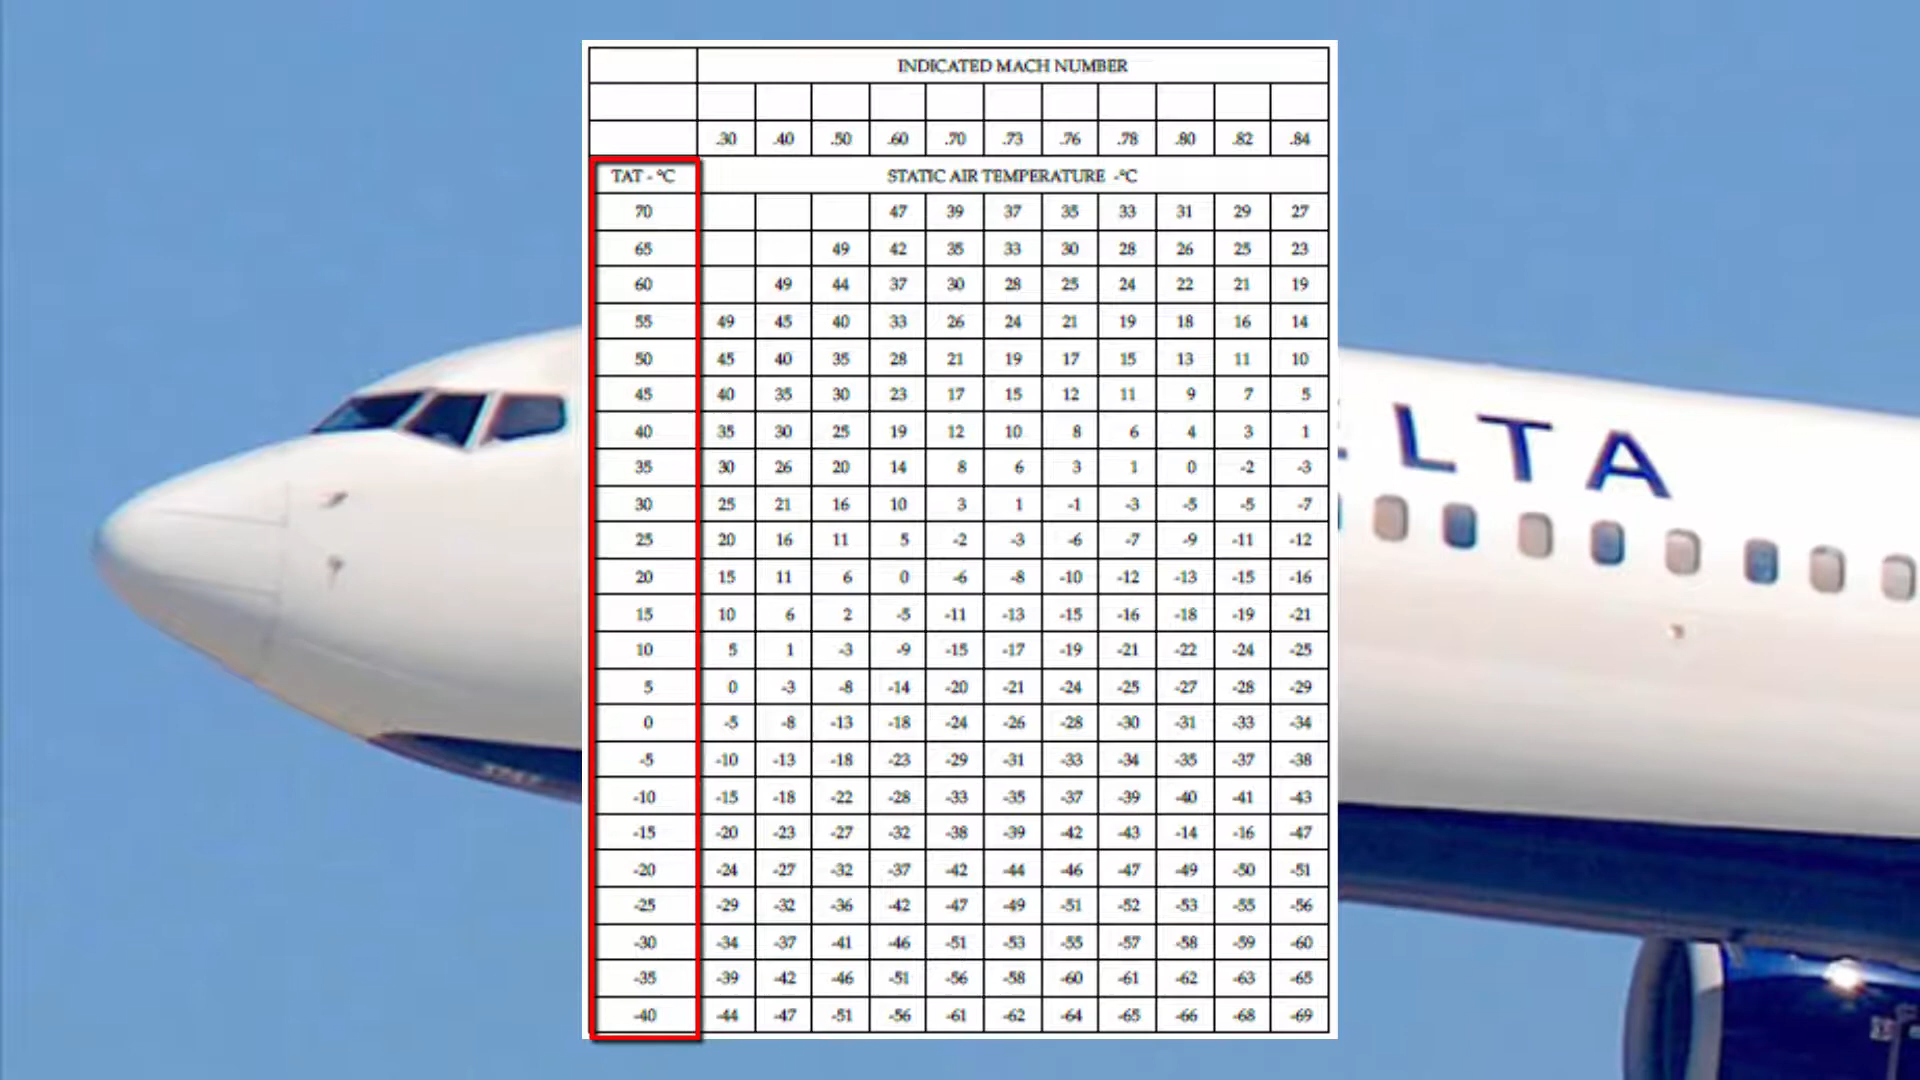 INDICATED MACH NUMBER
.30 .40 .50 .60 .70 .73 .76 .78 .80 .82 .84
TAT - °C STATIC AIR TEMPERATURE -°C
70 47 39 37 35 33 31 29 27
65 49 42 35 33 30 28 26 25 23
60 49 44 37 30 28 25 24 22 21 19
55 49 45 40 33 26 24 21 19 18 16 14
50 45 40 35 28 21 19 17 15 13 11 10
45 40 35 30 23 17 15 12 11 9 7 5
40 35 30 25 19 12 10 8 6 4 3 1
35 30 26 20 14 8 6 3 1 0 -2 -3
30 25 21 16 10 3 1 -1 -3 -5 -5 -7
25 20 16 11 5 -2 -3 -6 -7 -9 -11 -12
20 15 11 6 0 -6 -8 -10 -12 -13 -15 -16
15 10 6 2 -5 -11 -13 -15 -16 -18 -19 -21
10 5 1 -3 -9 -15 -17 -19 -21 -22 -24 -25
5 0 -3 -8 -14 -20 -21 -24 -25 -27 -28 -29
0 -5 -8 -13 -18 -24 -26 -28 -30 -31 -33 -34
-5 -10 -13 -18 -23 -29 -31 -33 -34 -35 -37 -38
-10 -15 -18 -22 -28 -33 -35 -37 -39 -40 -41 -43
-15 -20 -23 -27 -32 -38 -39 -42 -43 -14 -16 -47
-20 -24 -27 -32 -37 -42 -44 -46 -47 -49 -50 -51
-25 -29 -32 -36 -42 -47 -49 -51 -52 -53 -55 -56
-30 -34 -37 -41 -46 -51 -53 -55 -57 -58 -59 -60
-35 -39 -42 -46 -51 -56 -58 -60 -61 -62 -63 -65
-40 -44 -47 -51 -56 -61 -62 -64 -65 -66 -68 -69
LTA